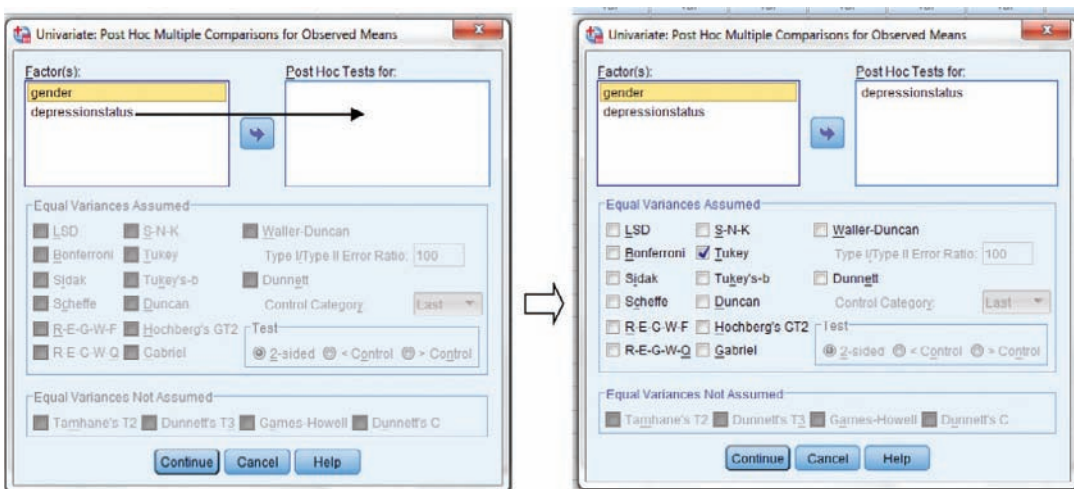 Univariate: Post Hoc Multiple Comparisons for Observed Means
Factor(s):
Post Hoc Tests for:
gender
depressionstatus
Equal Variances Assumed
LSD
S-N-K
Waller-Duncan
Bonferroni
Tukey
Type I/Type II Error Ratio: 100
Sidak
Tukey's-b
Dunnett
Scheffe
Duncan
Control Category: Last
R-E-G-W-F
Hochberg's GT2
Test
R-E-G-W-Q
Gabriel
2-sided
< Control
> Control
Equal Variances Not Assumed
Tamhane's T2
Dunnett's T3
Games-Howell
Dunnett's C
Continue
Cancel
Help
Univariate: Post Hoc Multiple Comparisons for Observed Means
Factor(s):
Post Hoc Tests for:
gender
depressionstatus
depressionstatus
Equal Variances Assumed
LSD
S-N-K
Waller-Duncan
Bonferroni
Tukey
Type I/Type II Error Ratio: 100
Sidak
Tukey's-b
Dunnett
Scheffe
Duncan
Control Category: Last
R-E-G-W-F
Hochberg's GT2
Test
R-E-G-W-Q
Gabriel
2-sided
< Control
> Control
Equal Variances Not Assumed
Tamhane's T2
Dunnett's T3
Games-Howell
Dunnett's C
Continue
Cancel
Help